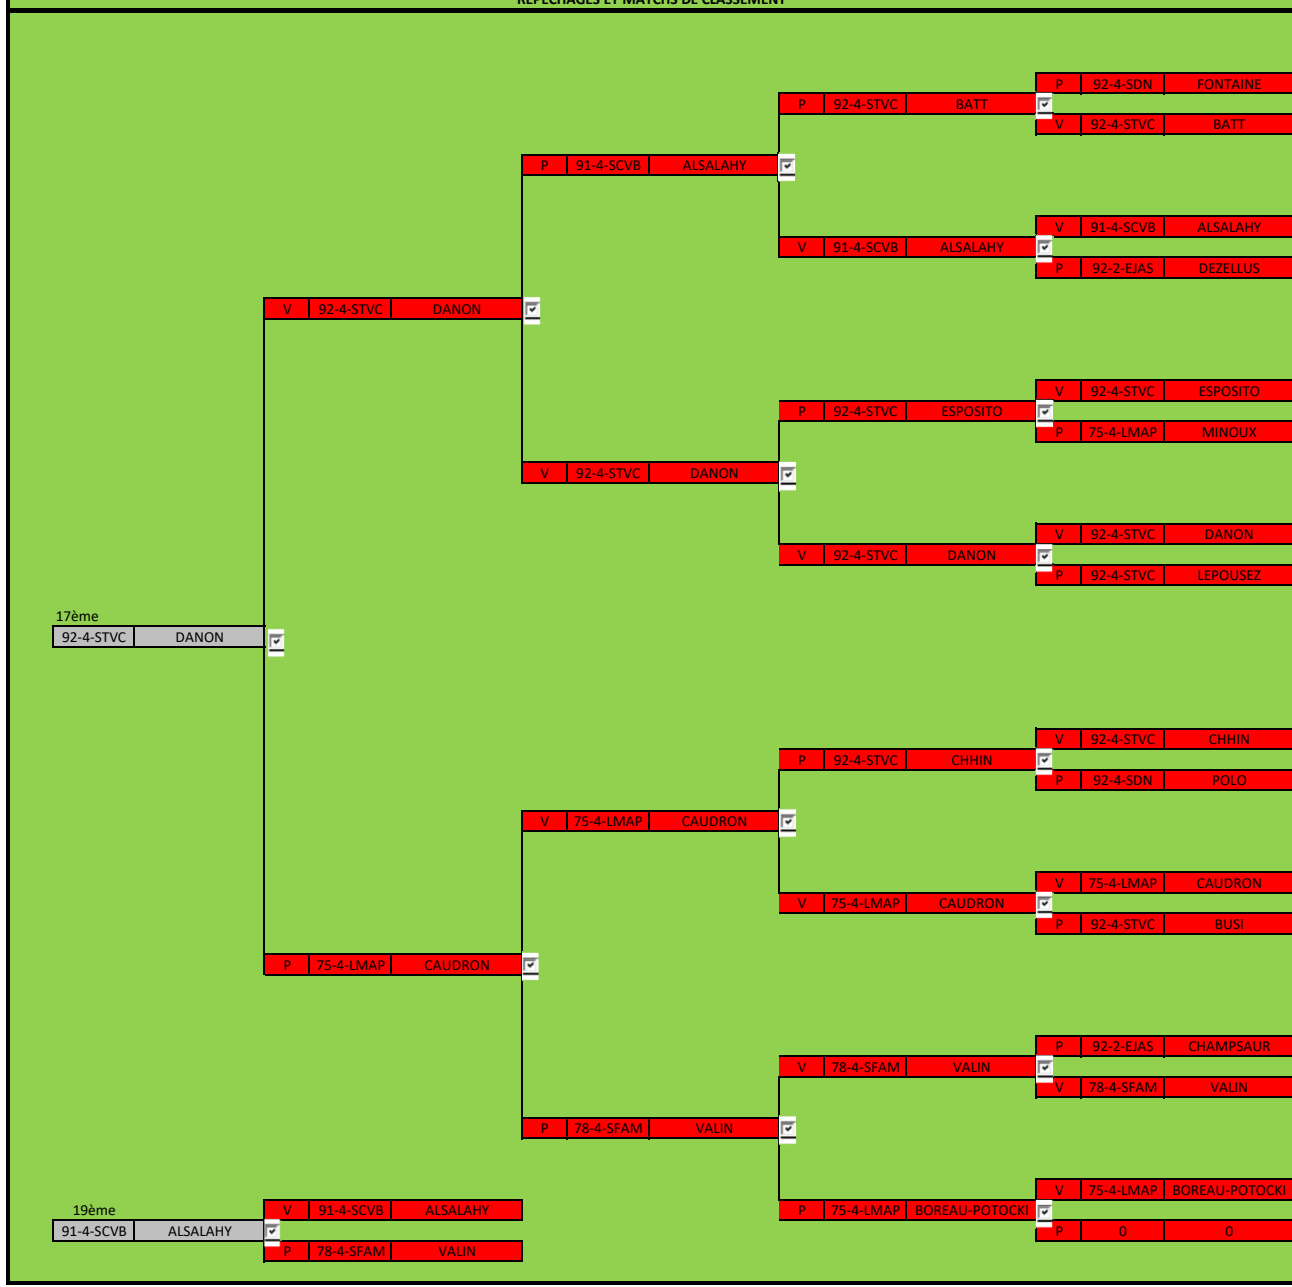 REPÊCHAGES ET MATCHS DE CLASSEMENT
P 92-4-SDN FONTAINE
P 92-4-STVC BATT
V 92-4-STVC BATT
P 91-4-SCVB ALSALAHY
V 91-4-SCVB ALSALAHY
V 91-4-SCVB ALSALAHY
P 92-2-EJAS DEZELLUS
V 92-4-STVC DANON
V 92-4-STVC ESPOSITO
P 92-4-STVC ESPOSITO
P 75-4-LMAP MINOUX
V 92-4-STVC DANON
V 92-4-STVC DANON
V 92-4-STVC DANON
P 92-4-STVC LEPOUSEZ
17ème
92-4-STVC DANON
V 92-4-STVC CHHIN
P 92-4-STVC CHHIN
P 92-4-SDN POLO
V 75-4-LMAP CAUDRON
V 75-4-LMAP CAUDRON
V 75-4-LMAP CAUDRON
P 92-4-STVC BUSI
P 75-4-LMAP CAUDRON
P 92-2-EJAS CHAMPSAUR
V 78-4-SFAM VALIN
V 78-4-SFAM VALIN
P 78-4-SFAM VALIN
V 75-4-LMAP BOREAU-POTOCKI
19ème V 91-4-SCVB ALSALAHY P 75-4-LMAP BOREAU-POTOCKI
91-4-SCVB ALSALAHY P 0 0
P 78-4-SFAM VALIN